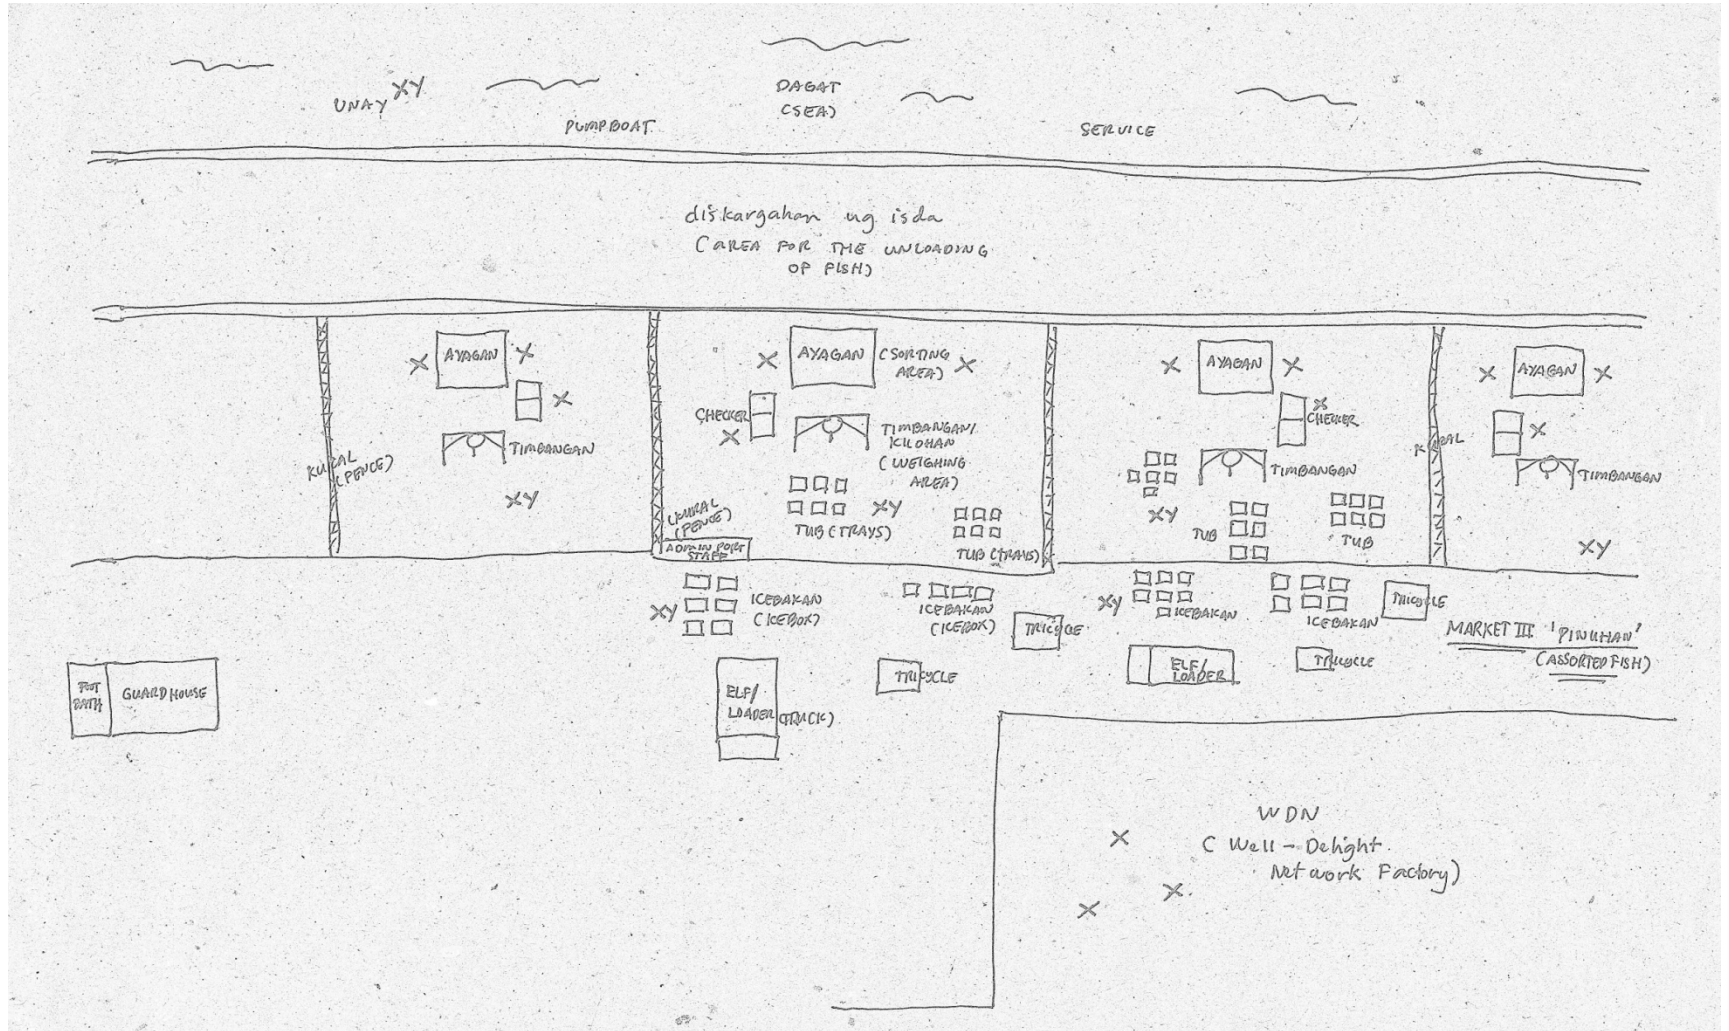 UNAY XY
DAGAT
(SEA)
PUMPBOAT
SERVICE
diskargahan ug isda
(AREA FOR THE UNLOADING
OF FISH)
X AYAGAN X
X
TIMBANGAN
KURAL
(FENCE)
XY
X AYAGAN (SORTING
AREA) X
CHECKER
X
TIMBANGAN/
KILOHAN
(WEIGHING
AREA)
XY
TUB (TRAYS)
TUB (TRAYS)
(KURAL
(FENCE)
ADMIN PORT
STAFF
X AYAGAN X
X
CHECKER
TIMBANGAN
XY
TUB
TUB
KURAL
X AYAGAN X
X
TIMBANGAN
XY
XY
ICEBAKAN
(ICEBOX)
ICEBAKAN
(ICEBOX)
TRICYCLE
XY
ICEBAKAN
ICEBAKAN
TRICYCLE
MARKET III 'PINUHAN'
(ASSORTED FISH)
FOOT
BATH
GUARD HOUSE
ELF/
LOADER (TRUCK)
TRICYCLE
ELF/
LOADER
TRICYCLE
WDN
(Well-Delight
Network Factory)
X
X
X